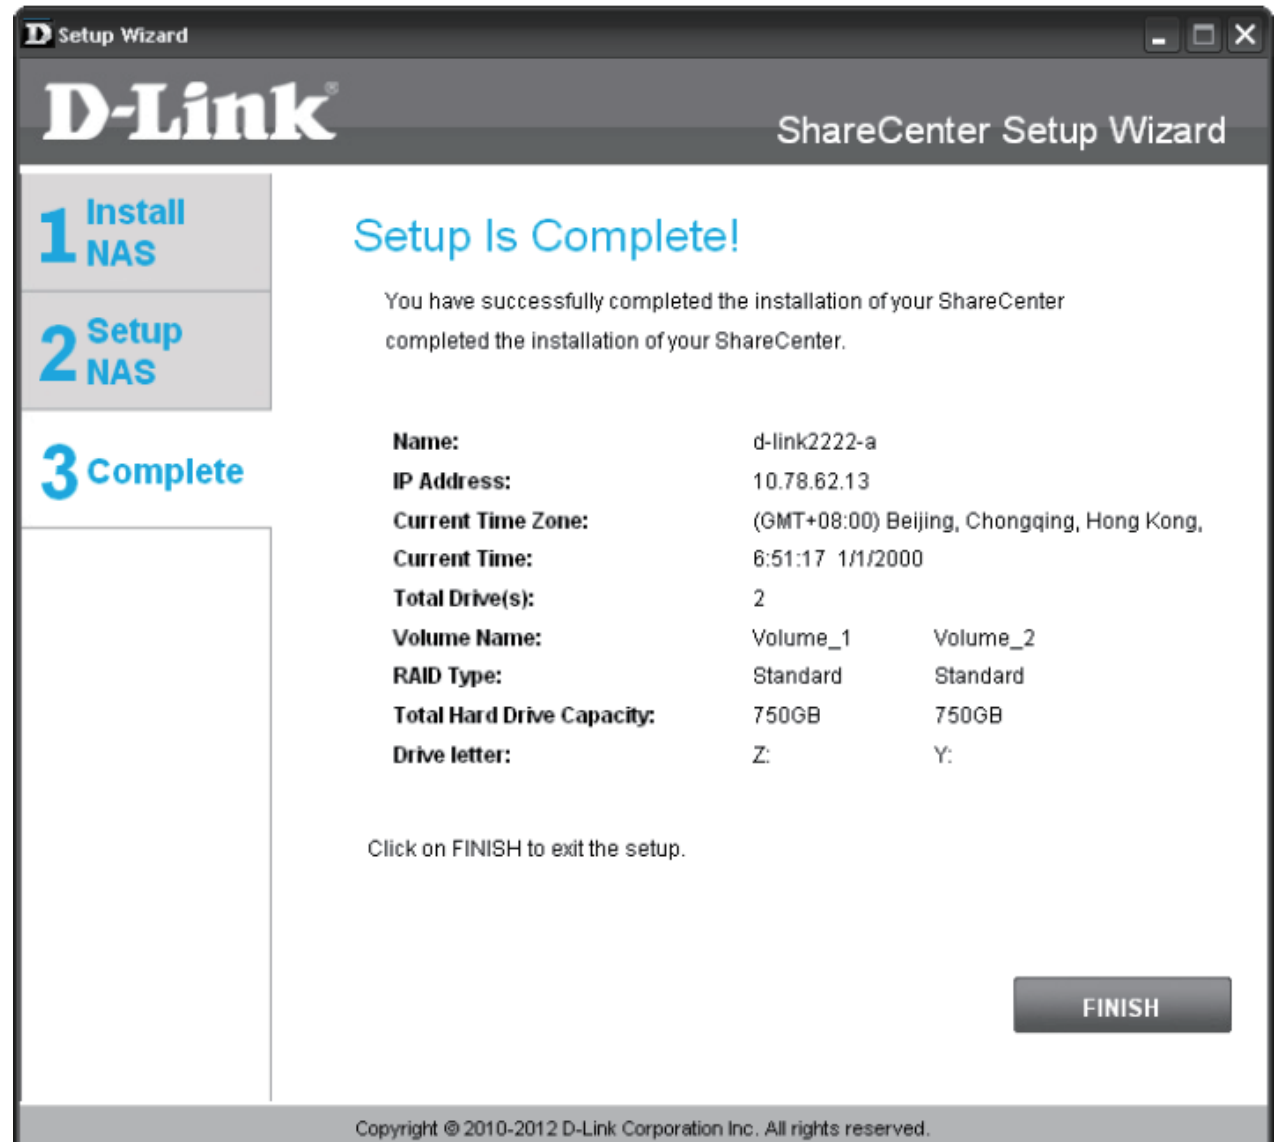 D Setup Wizard
D-Link®
ShareCenter Setup Wizard
1 Install NAS
2 Setup NAS
3 Complete
Setup Is Complete!
You have successfully completed the installation of your ShareCenter
completed the installation of your ShareCenter.
Name: d-link2222-a
IP Address: 10.78.62.13
Current Time Zone: (GMT+08:00) Beijing, Chongqing, Hong Kong,
Current Time: 6:51:17 1/1/2000
Total Drive(s): 2
Volume Name: Volume_1 Volume_2
RAID Type: Standard Standard
Total Hard Drive Capacity: 750GB 750GB
Drive letter: Z: Y:
Click on FINISH to exit the setup.
FINISH
Copyright © 2010-2012 D-Link Corporation Inc. All rights reserved.